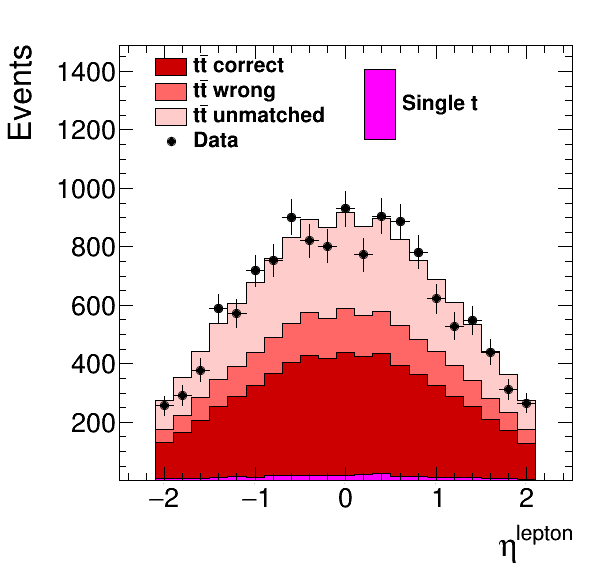 Events
1400
1200
1000
800
600
400
200
tt̄ correct
tt̄ wrong
tt̄ unmatched
Data
Single t
−2 −1 0 1 2
η^lepton